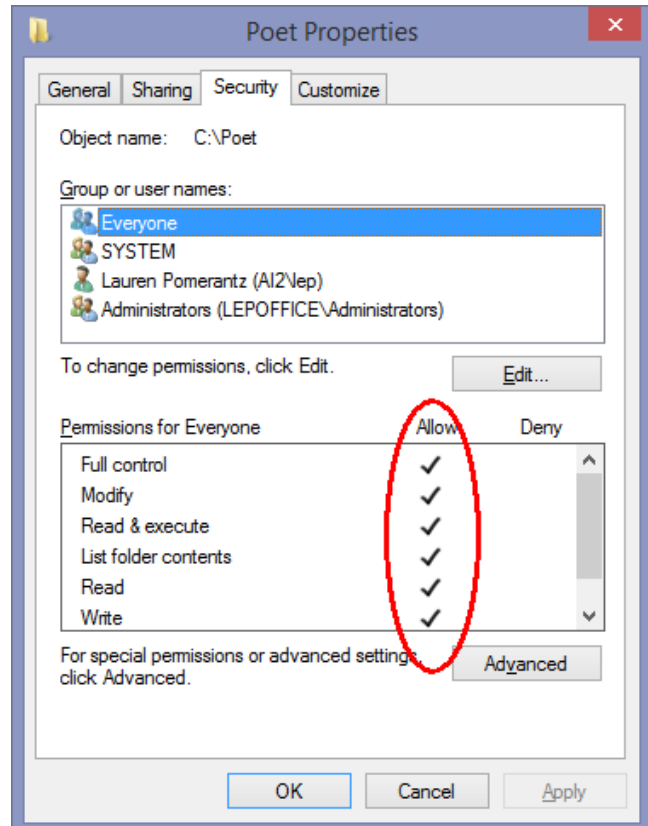 Poet Properties
General Sharing Security Customize
Object name: C:\Poet
Group or user names:
Everyone
SYSTEM
Lauren Pomerantz (AI2\lep)
Administrators (LEPOFFICE\Administrators)
To change permissions, click Edit.
Edit...
Permissions for Everyone Allow Deny
Full control
Modify
Read & execute
List folder contents
Read
Write
For special permissions or advanced settings,
click Advanced.
Advanced
OK Cancel Apply